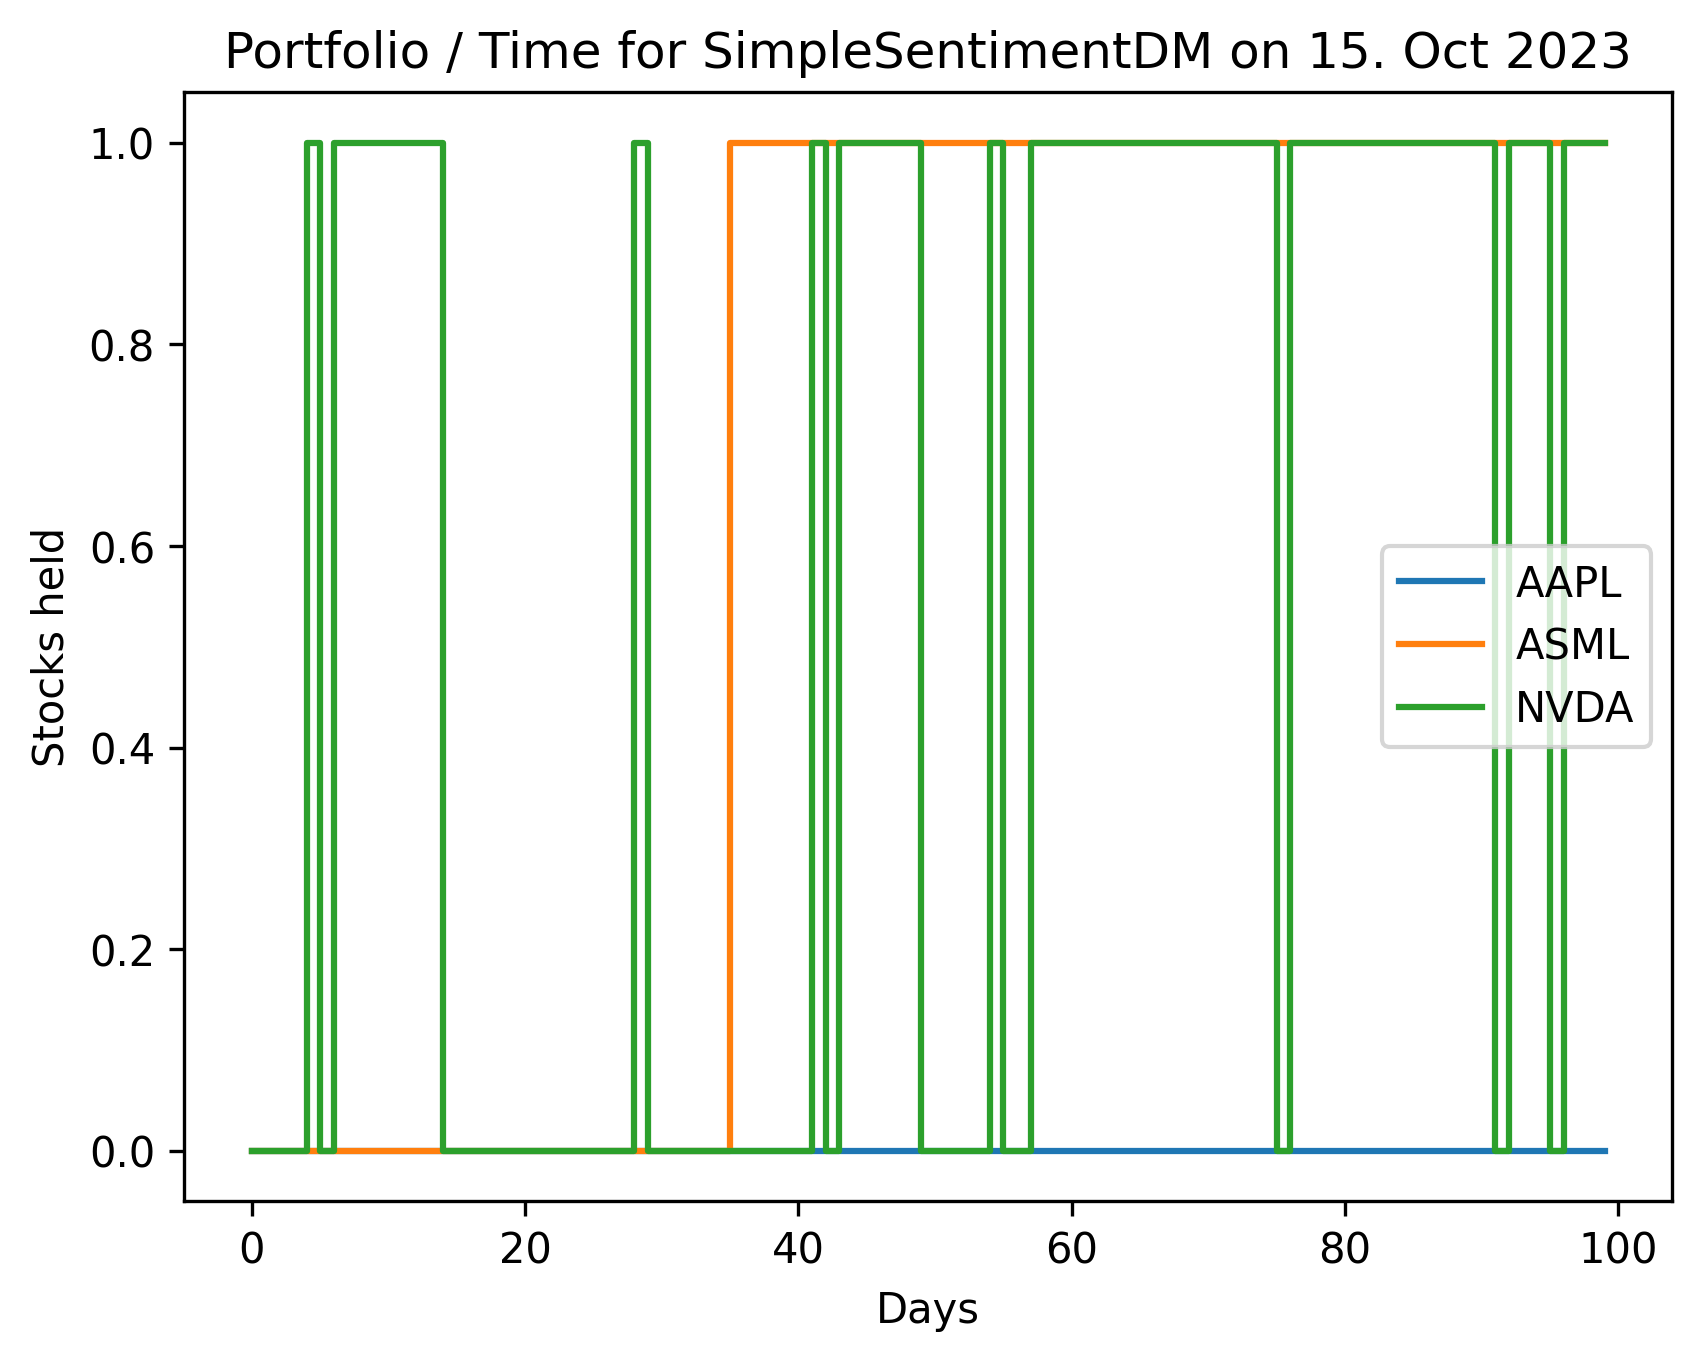 Portfolio / Time for SimpleSentimentDM on 15. Oct 2023
1.0
0.8
0.6
0.4
0.2
0.0
Stocks held
AAPL
ASML
NVDA
0 20 40 60 80 100
Days